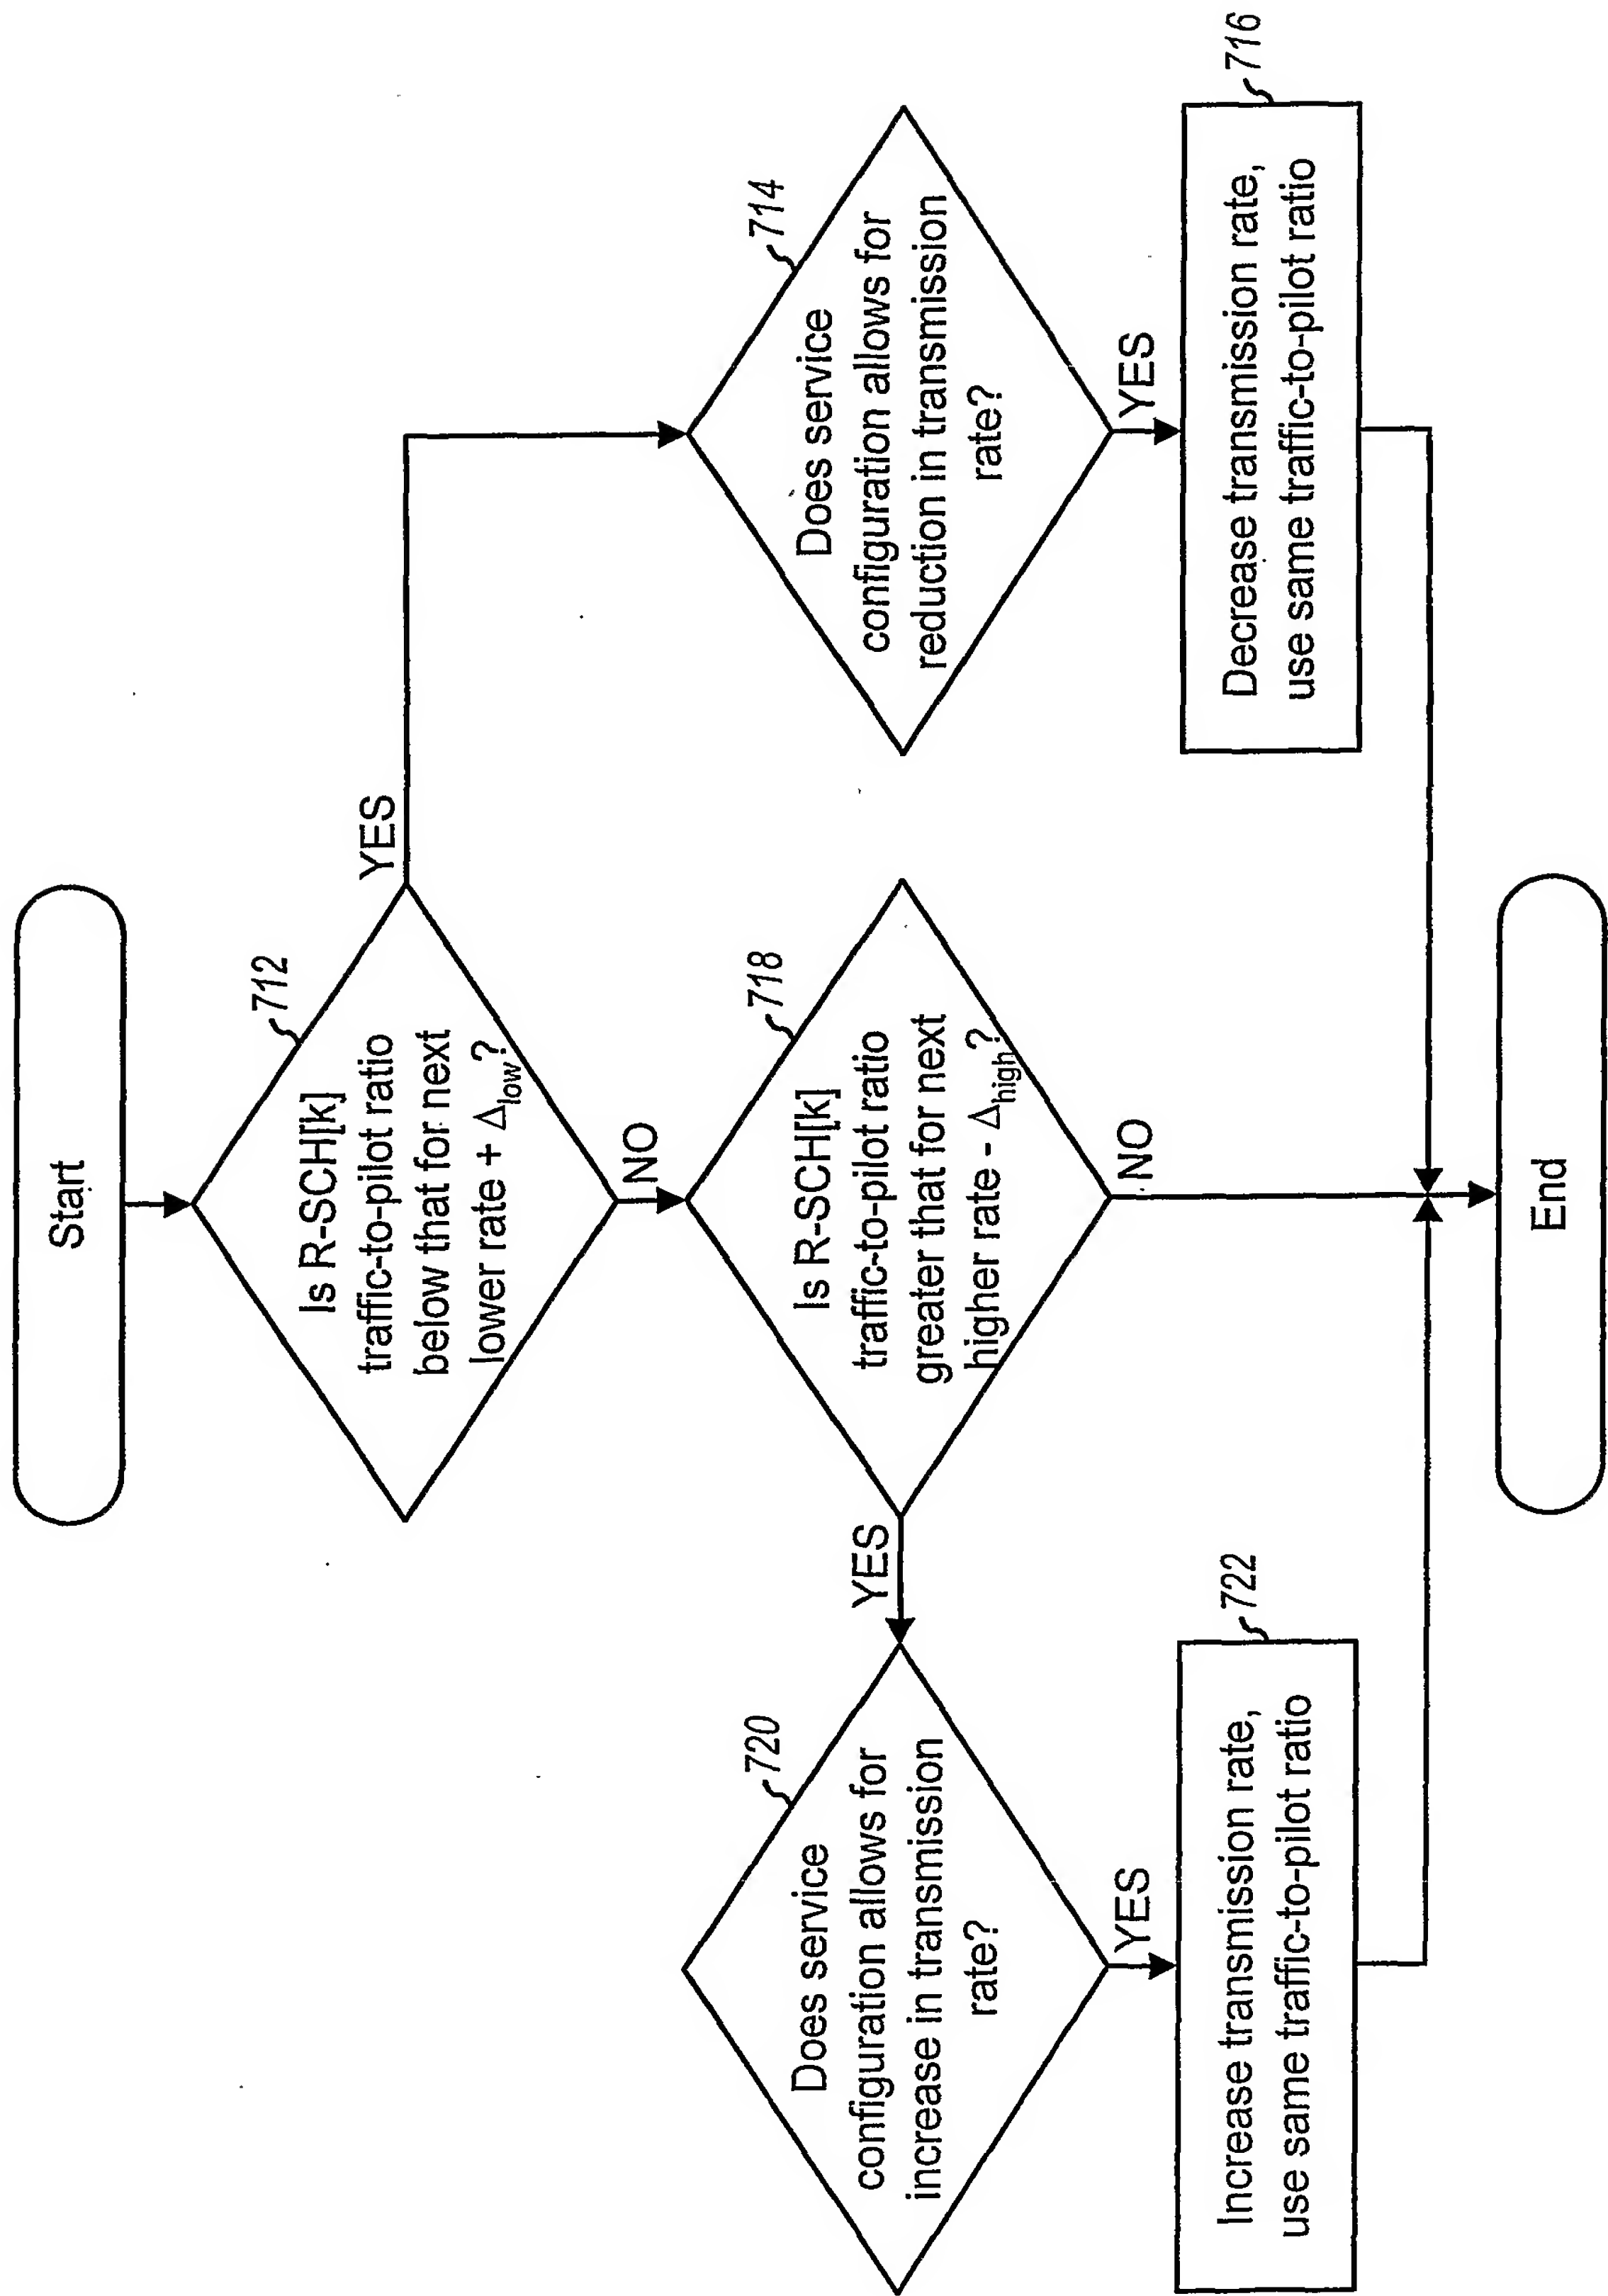 Start
712
Is R-SCH[k]
traffic-to-pilot ratio
below that for next
lower rate + Δlow?
YES
NO
714
Does service
configuration allows for
reduction in transmission
rate?
YES
716
Decrease transmission rate,
use same traffic-to-pilot ratio
718
Is R-SCH[k]
traffic-to-pilot ratio
greater that for next
higher rate - Δhigh?
YES
NO
720
Does service
configuration allows for
increase in transmission
rate?
YES
722
Increase transmission rate,
use same traffic-to-pilot ratio
End